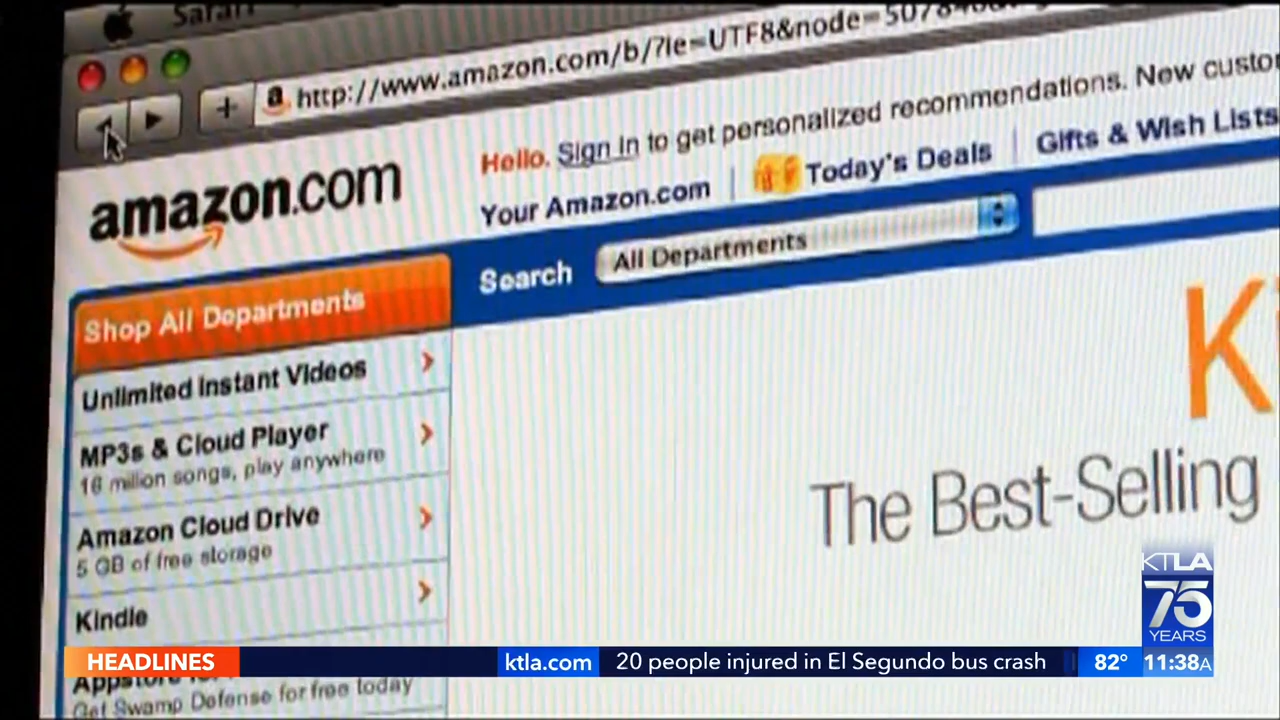 Safari
http://www.amazon.com/b/?ie=UTF8&node=5078
amazon.com
Hello. Sign in to get personalized recommendations. New custo
Your Amazon.com
Today's Deals
Gifts & Wish Lists
Search
All Departments
Shop All Departments
Unlimited Instant Videos
MP3s & Cloud Player
16 million songs, play anywhere
Amazon Cloud Drive
5 GB of free storage
Kindle
The Best-Selling
Get Swamp Defense for free today
KTLA
75
YEARS
HEADLINES
ktla.com
20 people injured in El Segundo bus crash
82°
11:38A